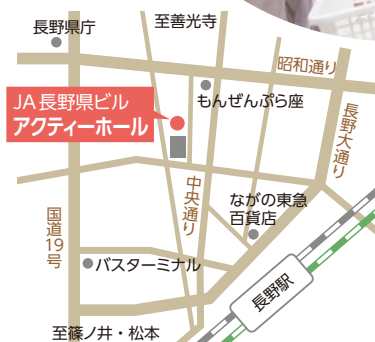 長野県庁
至善光寺
昭和通り
もんぜんぷら座
JA長野県ビル
アクティーホール
長野大通り
中央通り
ながの東急
百貨店
国道19号
バスターミナル
長野駅
至篠ノ井・松本